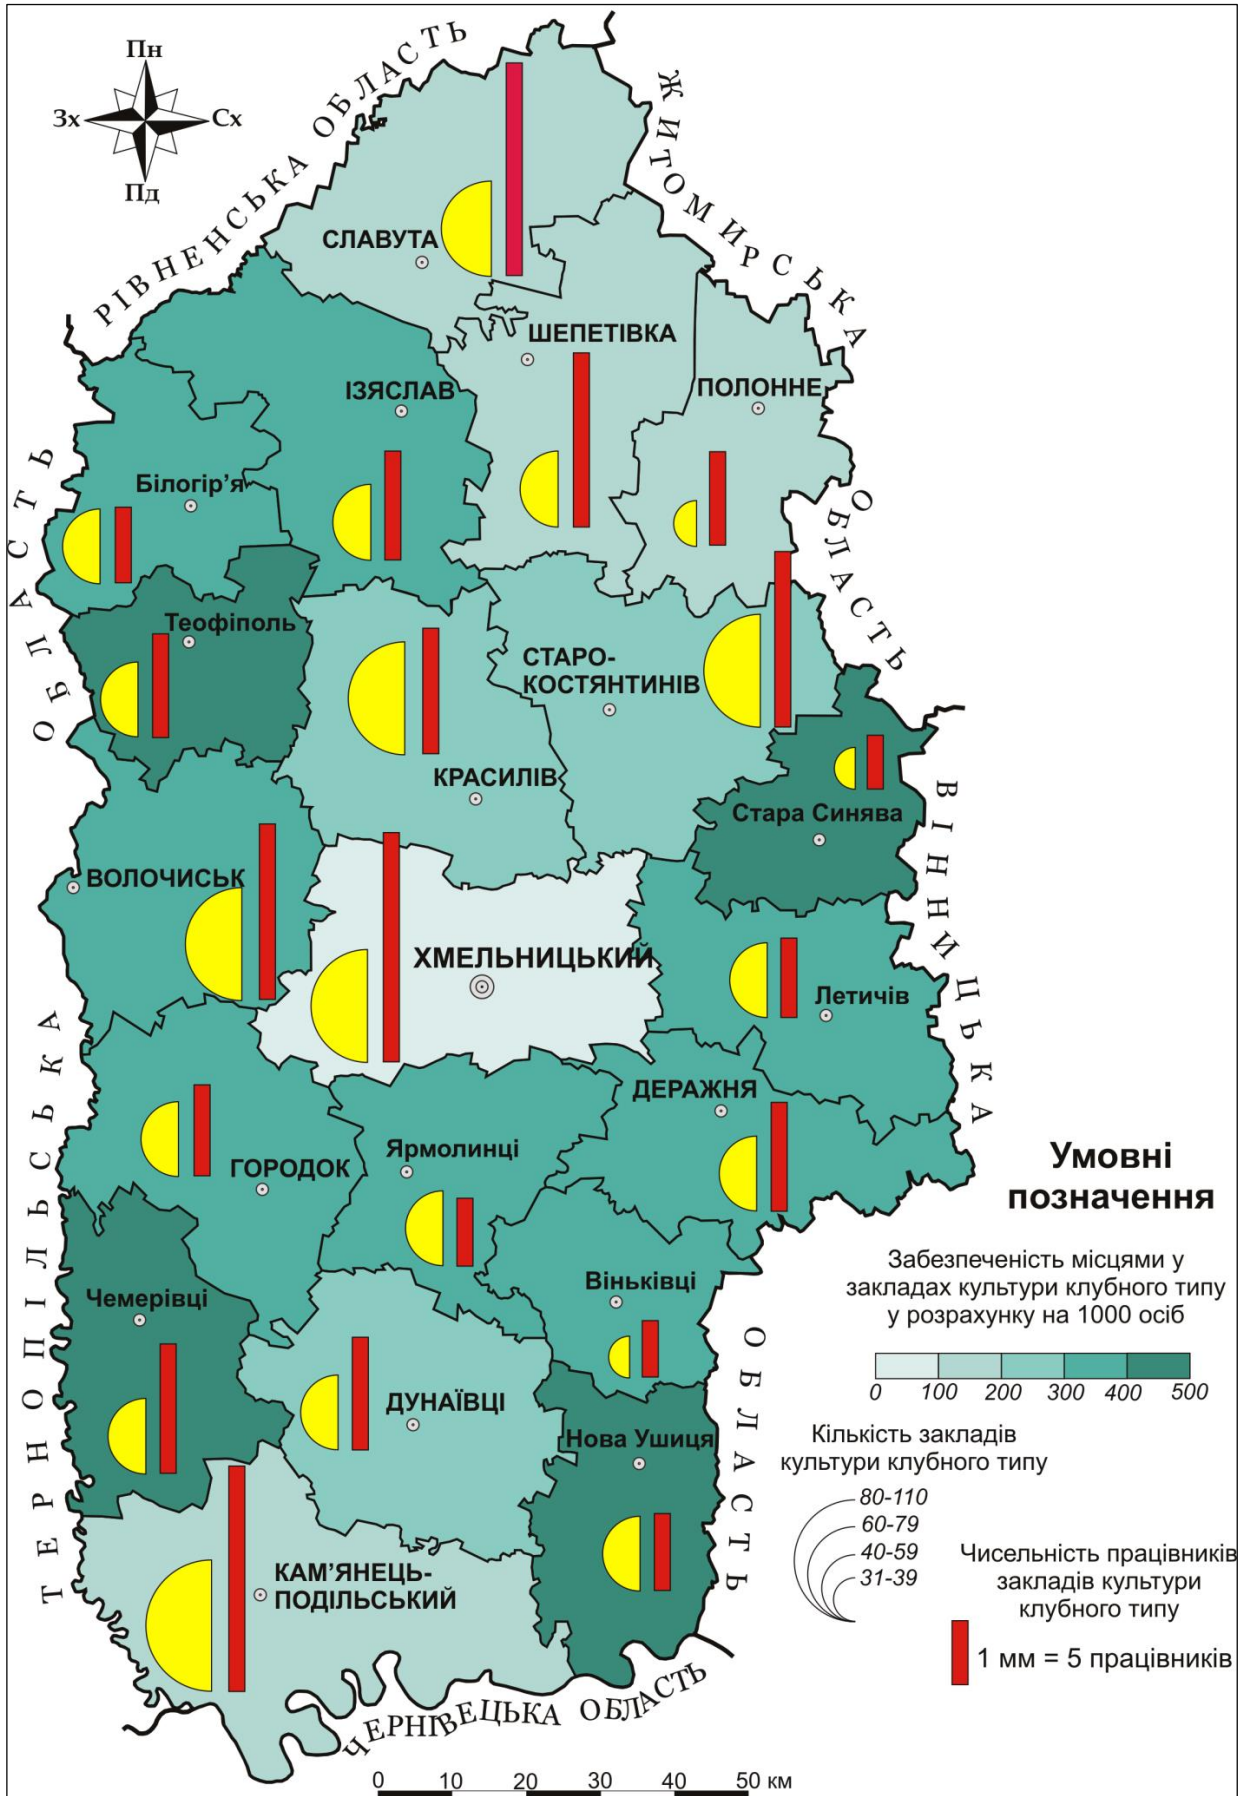 Пн
Зх
Сх
Пд
РІВНЕНСЬКА ОБЛАСТЬ
ЖИТОМИРСЬКА ОБЛАСТЬ
СЛАВУТА
ШЕПЕТІВКА
ІЗЯСЛАВ
ПОЛОННЕ
Білогір’я
Теофіполь
СТАРО-
КОСТЯНТИНІВ
КРАСИЛІВ
Стара Синява
ВОЛОЧИСЬК
ХМЕЛЬНИЦЬКИЙ
Летичів
ДЕРАЖНЯ
Ярмолинці
ГОРОДОК
Віньківці
Чемерівці
ДУНАЇВЦІ
Нова Ушиця
КАМ’ЯНЕЦЬ-
ПОДІЛЬСЬКИЙ
ТЕРНОПІЛЬСЬКА ОБЛАСТЬ
ВІННИЦЬКА ОБЛАСТЬ
ЧЕРНІВЕЦЬКА ОБЛАСТЬ
Умовні
позначення
Забезпеченість місцями у
закладах культури клубного типу
у розрахунку на 1000 осіб
0 100 200 300 400 500
Кількість закладів
культури клубного типу
80-110
60-79
40-59
31-39
Чисельність працівників
закладів культури
клубного типу
1 мм = 5 працівників
0 10 20 30 40 50 км